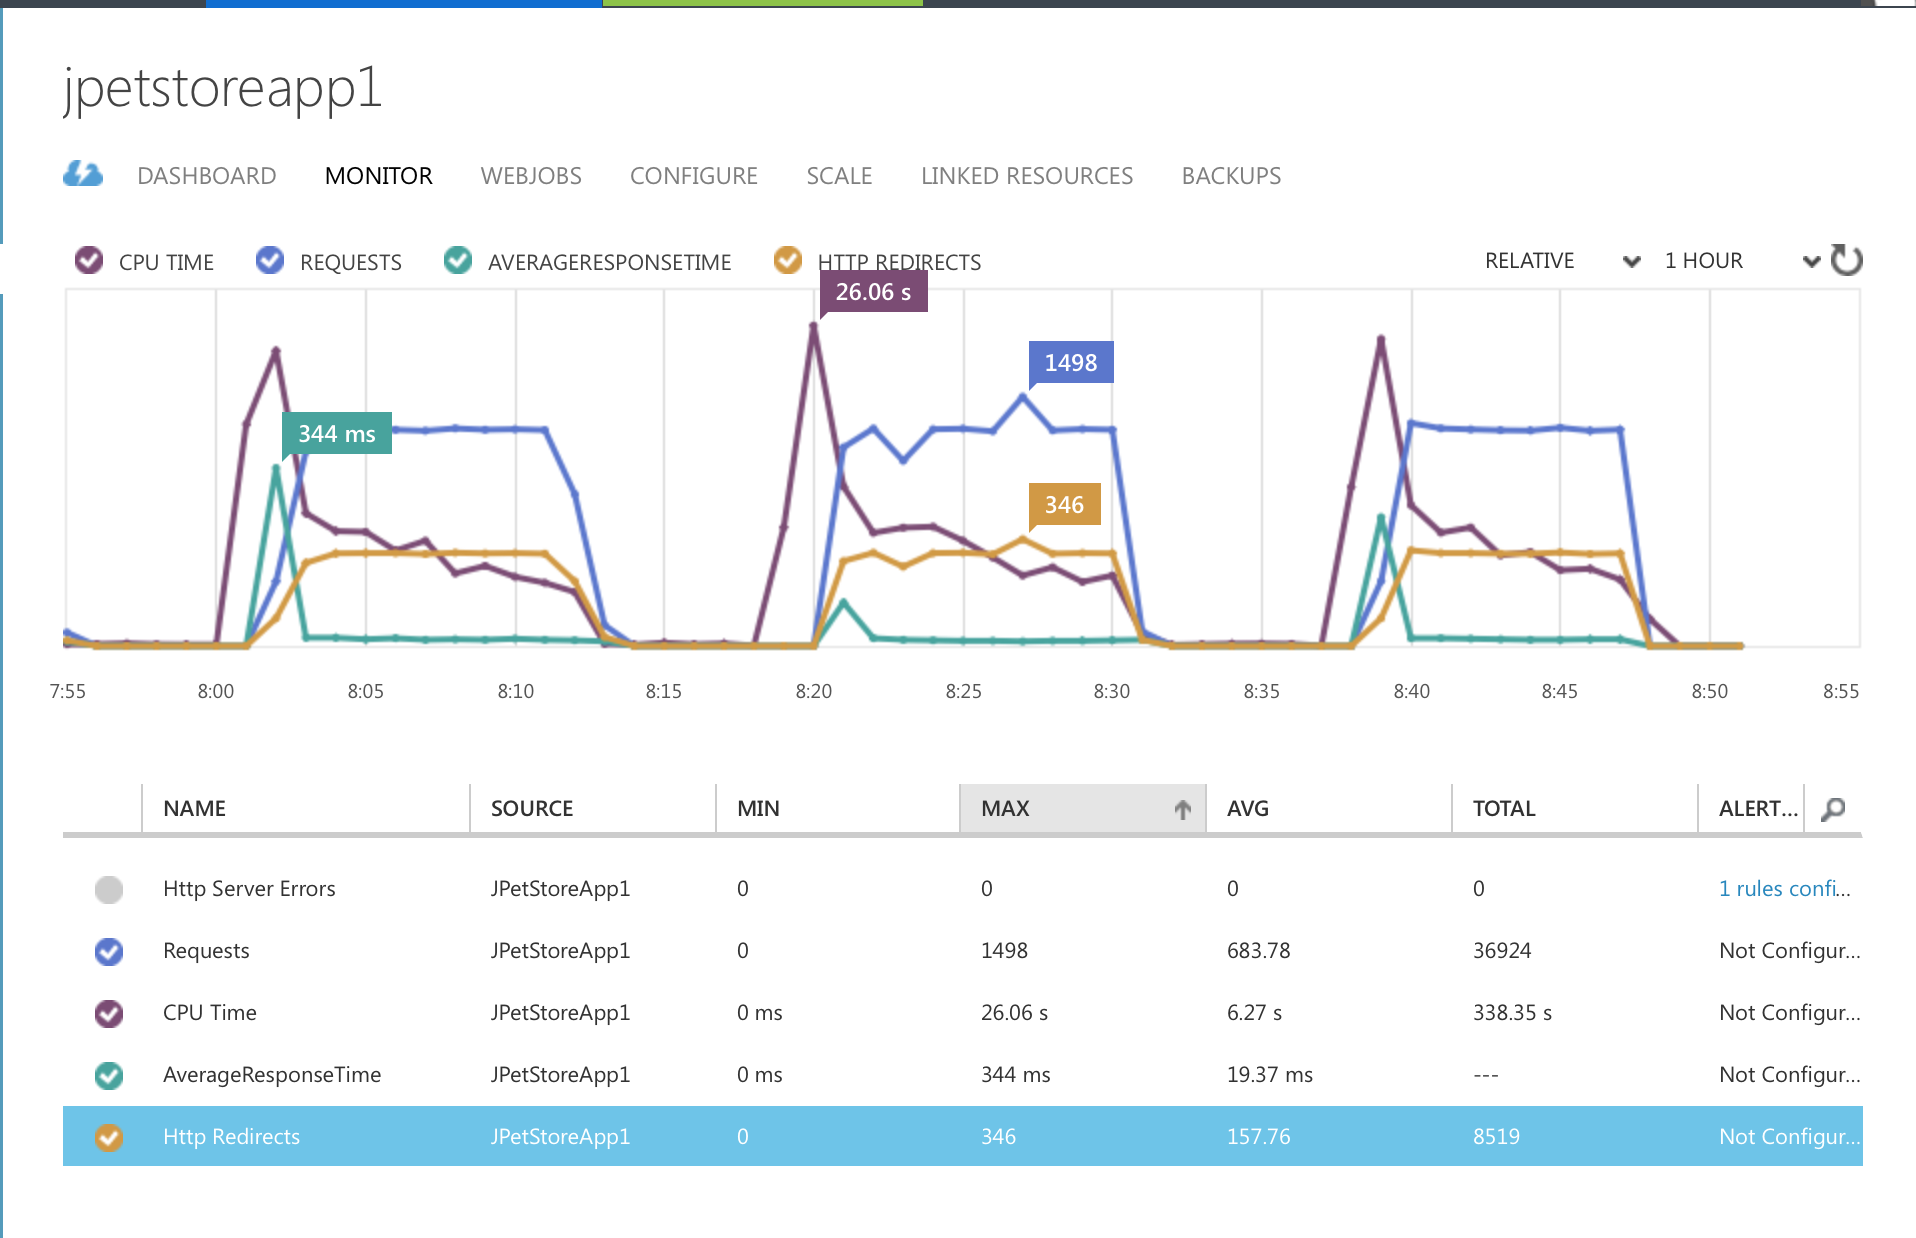 jpetstoreapp1
DASHBOARD MONITOR WEBJOBS CONFIGURE SCALE LINKED RESOURCES BACKUPS
CPU TIME REQUESTS AVERAGERESPONSETIME HTTP REDIRECTS RELATIVE 1 HOUR
26.06 s
1498
344 ms
346
7:55 8:00 8:05 8:10 8:15 8:20 8:25 8:30 8:35 8:40 8:45 8:50 8:55
NAME SOURCE MIN MAX AVG TOTAL ALERT...
Http Server Errors JPetStoreApp1 0 0 0 0 1 rules confi...
Requests JPetStoreApp1 0 1498 683.78 36924 Not Configur...
CPU Time JPetStoreApp1 0 ms 26.06 s 6.27 s 338.35 s Not Configur...
AverageResponseTime JPetStoreApp1 0 ms 344 ms 19.37 ms --- Not Configur...
Http Redirects JPetStoreApp1 0 346 157.76 8519 Not Configur...